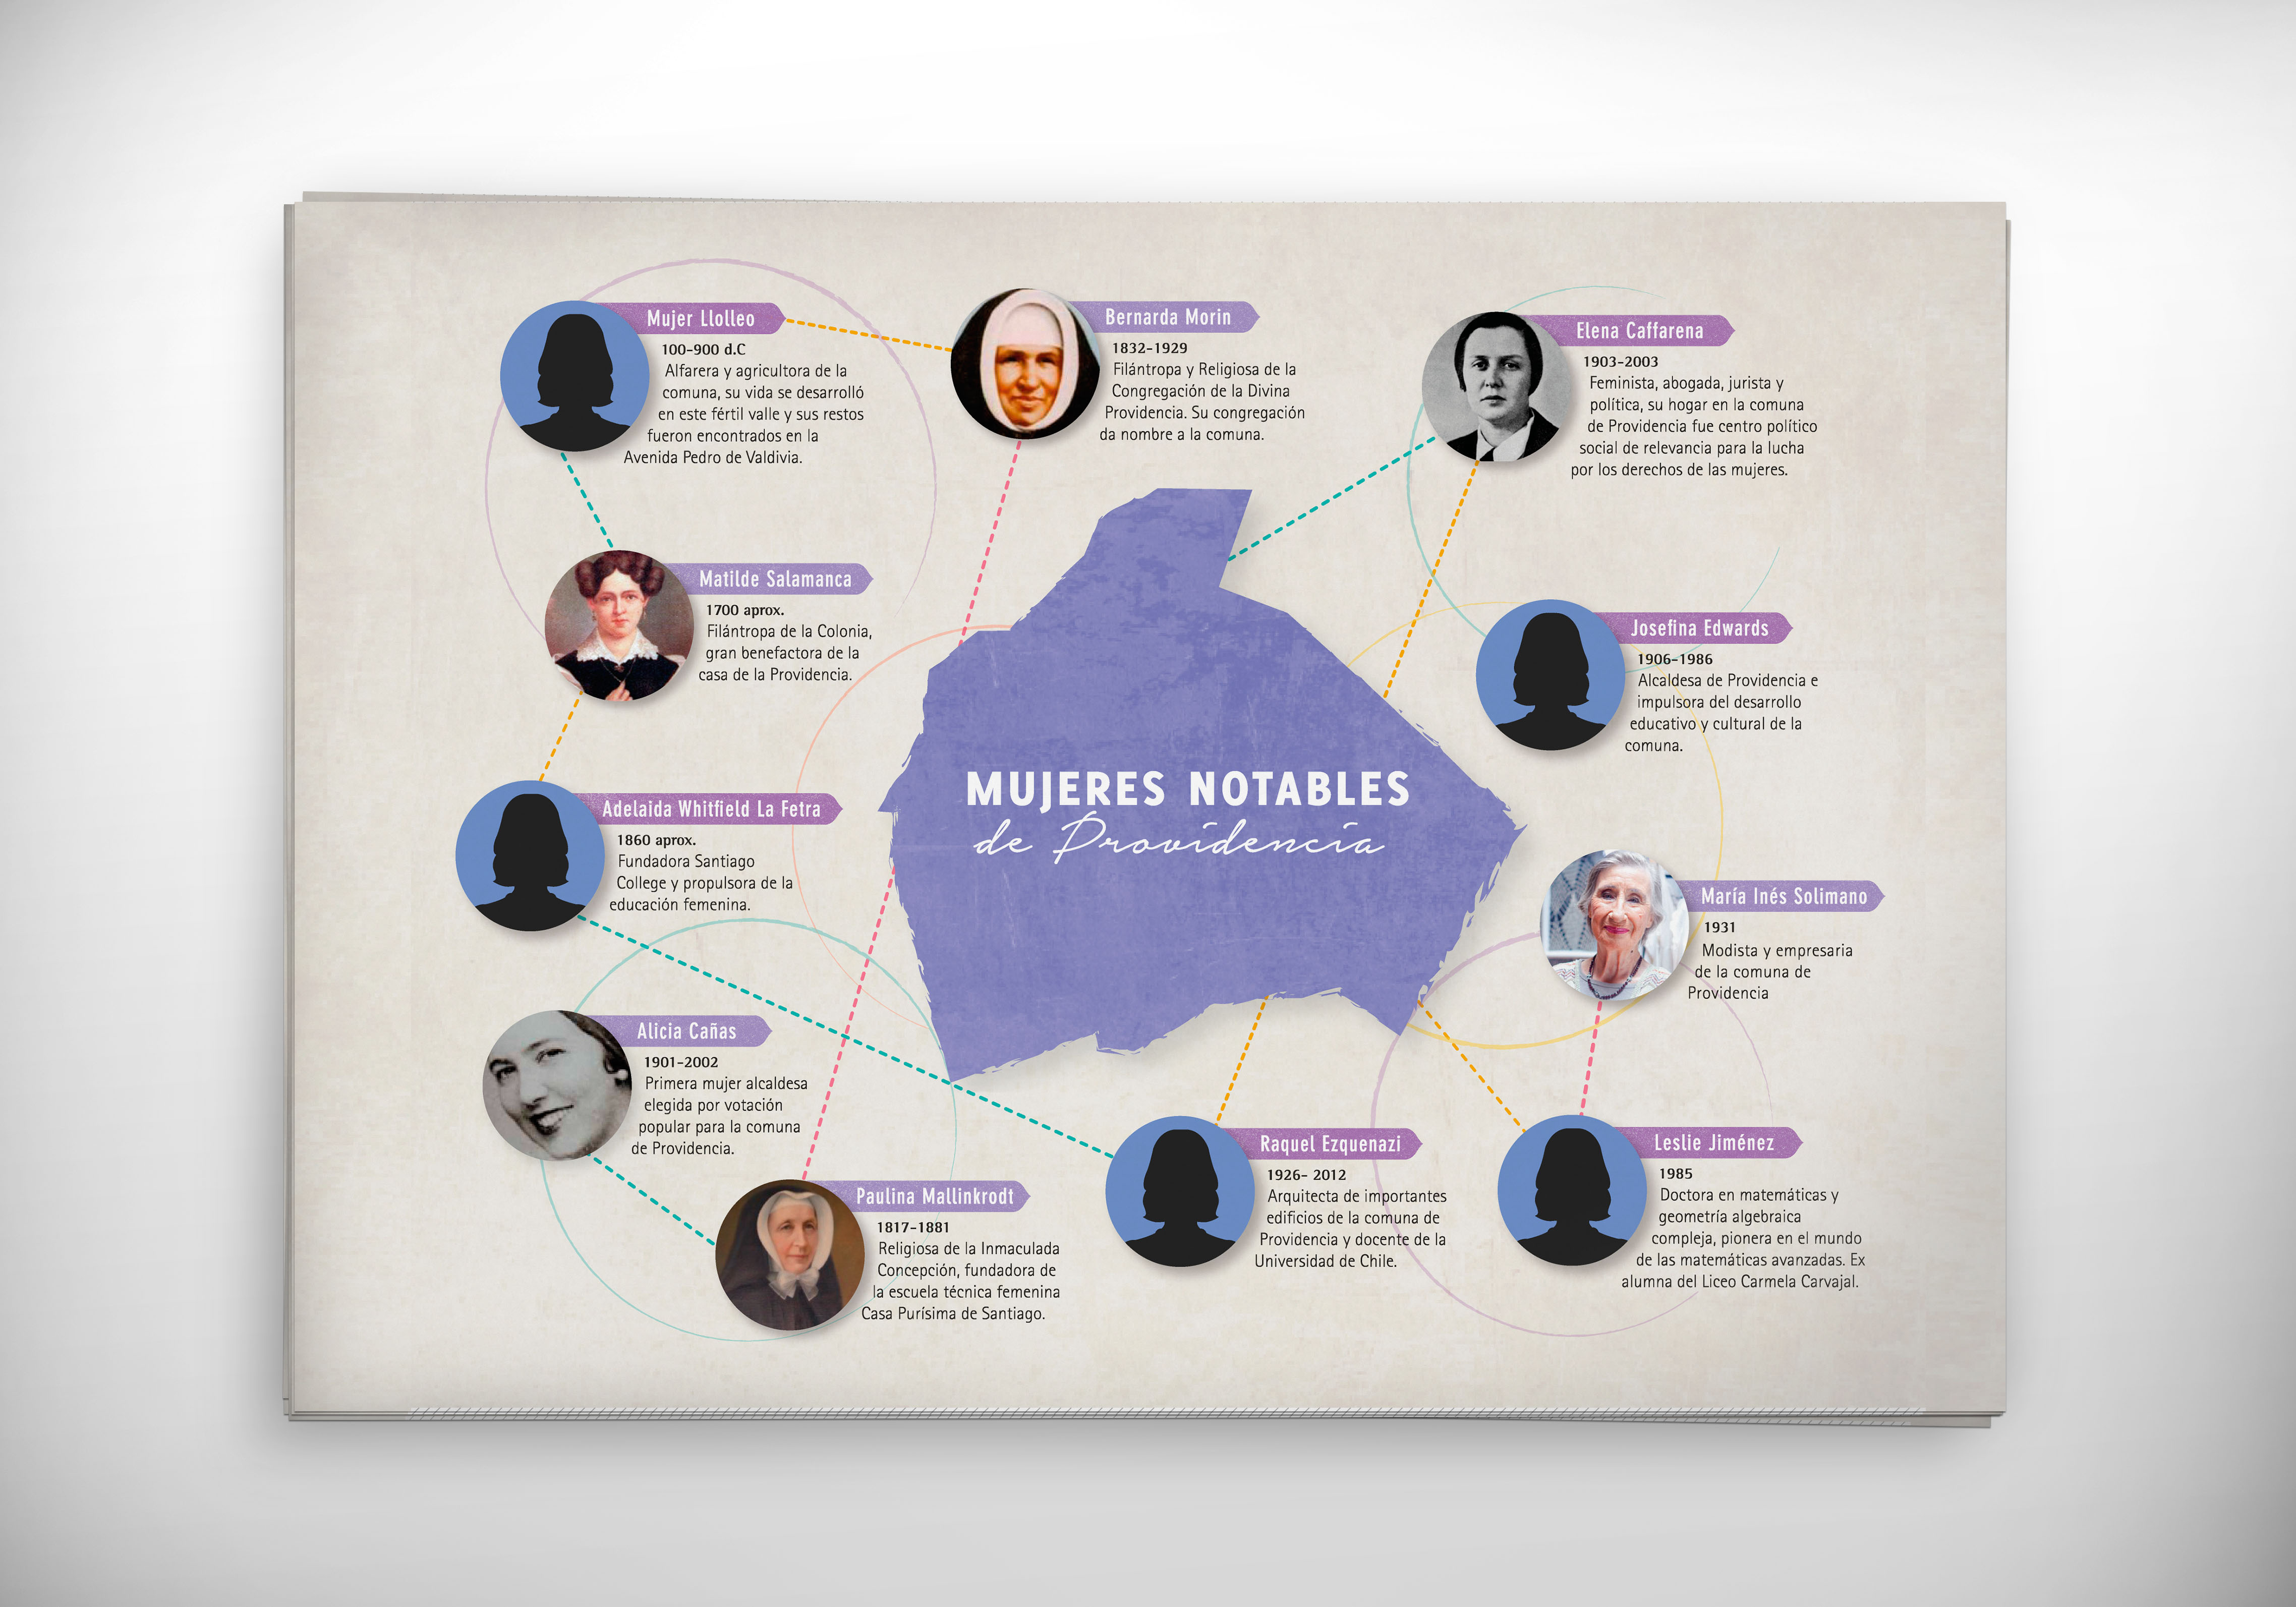 Mujer Llolleo
100-900 d.C
Alfarera y agricultora de la
comuna, su vida se desarrolló
en este fértil valle y sus restos
fueron encontrados en la
Avenida Pedro de Valdivia.
Bernarda Morin
1832-1929
Filántropa y Religiosa de la
Congregación de la Divina
Providencia. Su congregación
da nombre a la comuna.
Elena Caffarena
1903-2003
Feminista, abogada, jurista y
política, su hogar en la comuna
de Providencia fue centro político
social de relevancia para la lucha
por los derechos de las mujeres.
Matilde Salamanca
1700 aprox.
Filántropa de la Colonia,
gran benefactora de la
casa de la Providencia.
Josefina Edwards
1906-1986
Alcaldesa de Providencia e
impulsora del desarrollo
educativo y cultural de la
comuna.
MUJERES NOTABLES
de Providencia
Adelaida Whitfield La Fetra
1860 aprox.
Fundadora Santiago
College y propulsora de la
educación femenina.
María Inés Solimano
1931
Modista y empresaria
de la comuna de
Providencia
Alicia Cañas
1901-2002
Primera mujer alcaldesa
elegida por votación
popular para la comuna
de Providencia.
Paulina Mallinkrodt
1817-1881
Religiosa de la Inmaculada
Concepción, fundadora de
la escuela técnica femenina
Casa Purísima de Santiago.
Raquel Ezquenazi
1926- 2012
Arquitecta de importantes
edificios de la comuna de
Providencia y docente de la
Universidad de Chile.
Leslie Jiménez
1985
Doctora en matemáticas y
geometría algebraica
compleja, pionera en el mundo
de las matemáticas avanzadas. Ex
alumna del Liceo Carmela Carvajal.